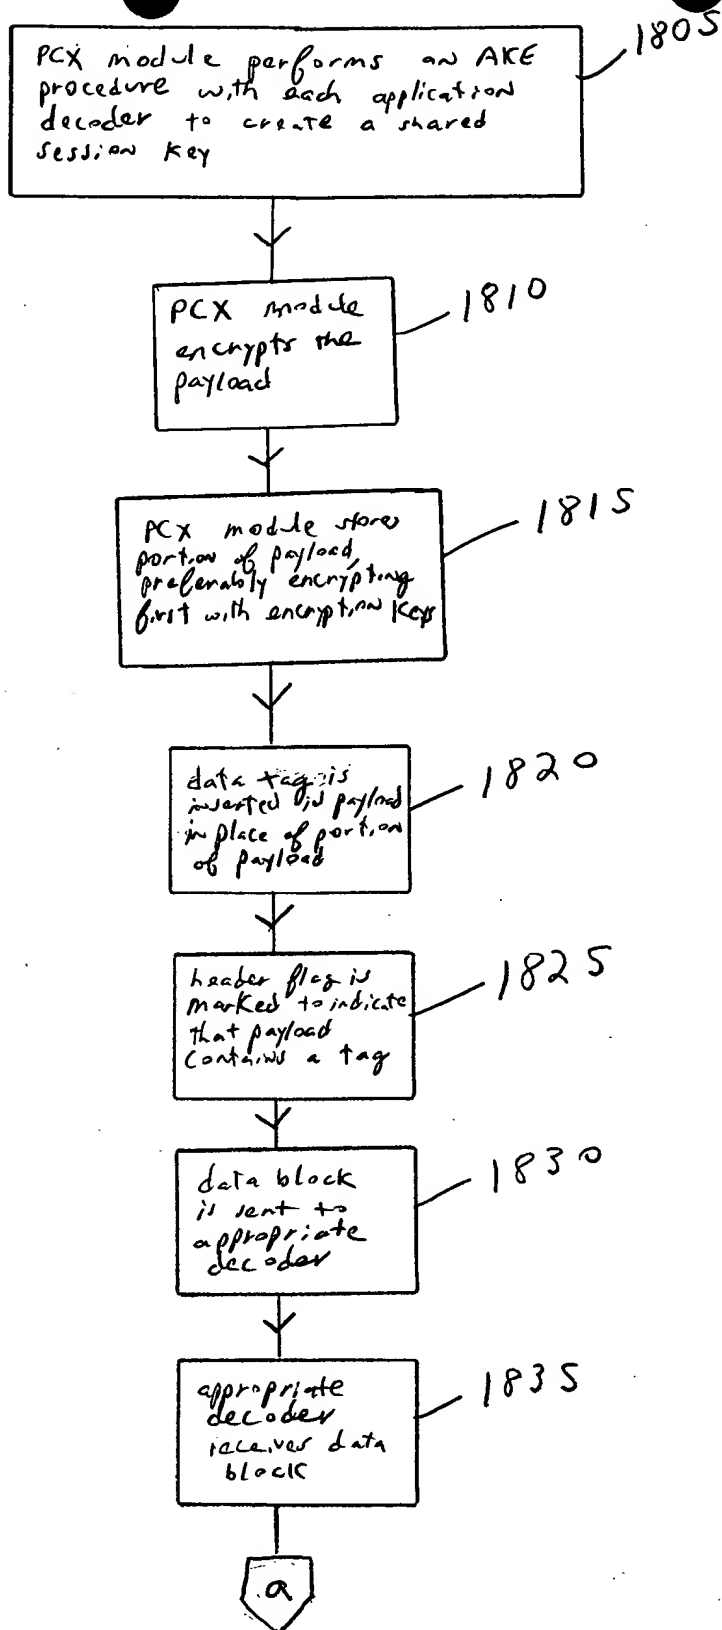 PCX module performs an AKE
procedure with each application
decoder to create a shared
session key
1805
PCX module
encrypts the
payload
1810
PCX module stores
portion of payload,
preferably encrypting
first with encryption keys
1815
data tag is
inserted in payload
in place of portion
of payload
1820
header flag is
marked to indicate
that payload
contains a tag
1825
data block
is sent to
appropriate
decoder
1830
appropriate
decoder
receives data
block
1835
a